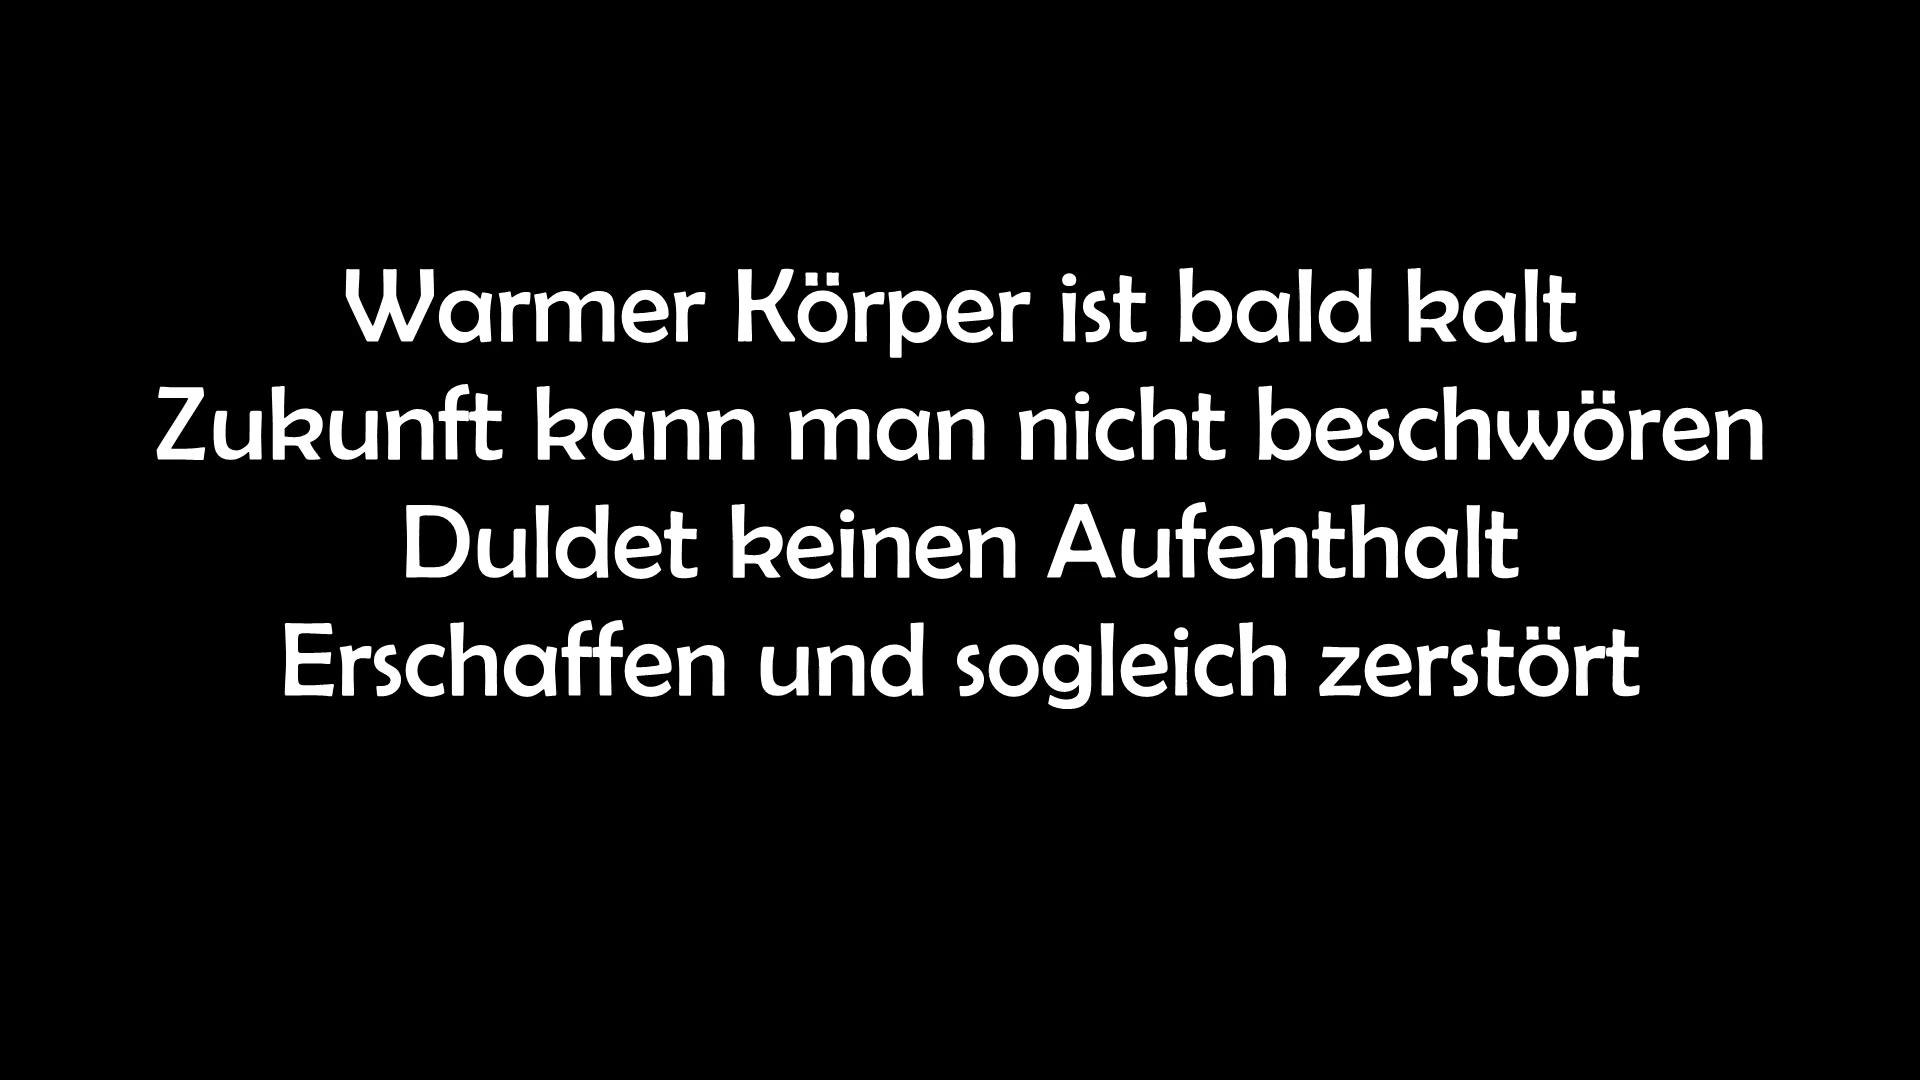 Warmer Körper ist bald kalt
Zukunft kann man nicht beschwören
Duldet keinen Aufenthalt
Erschaffen und sogleich zerstört